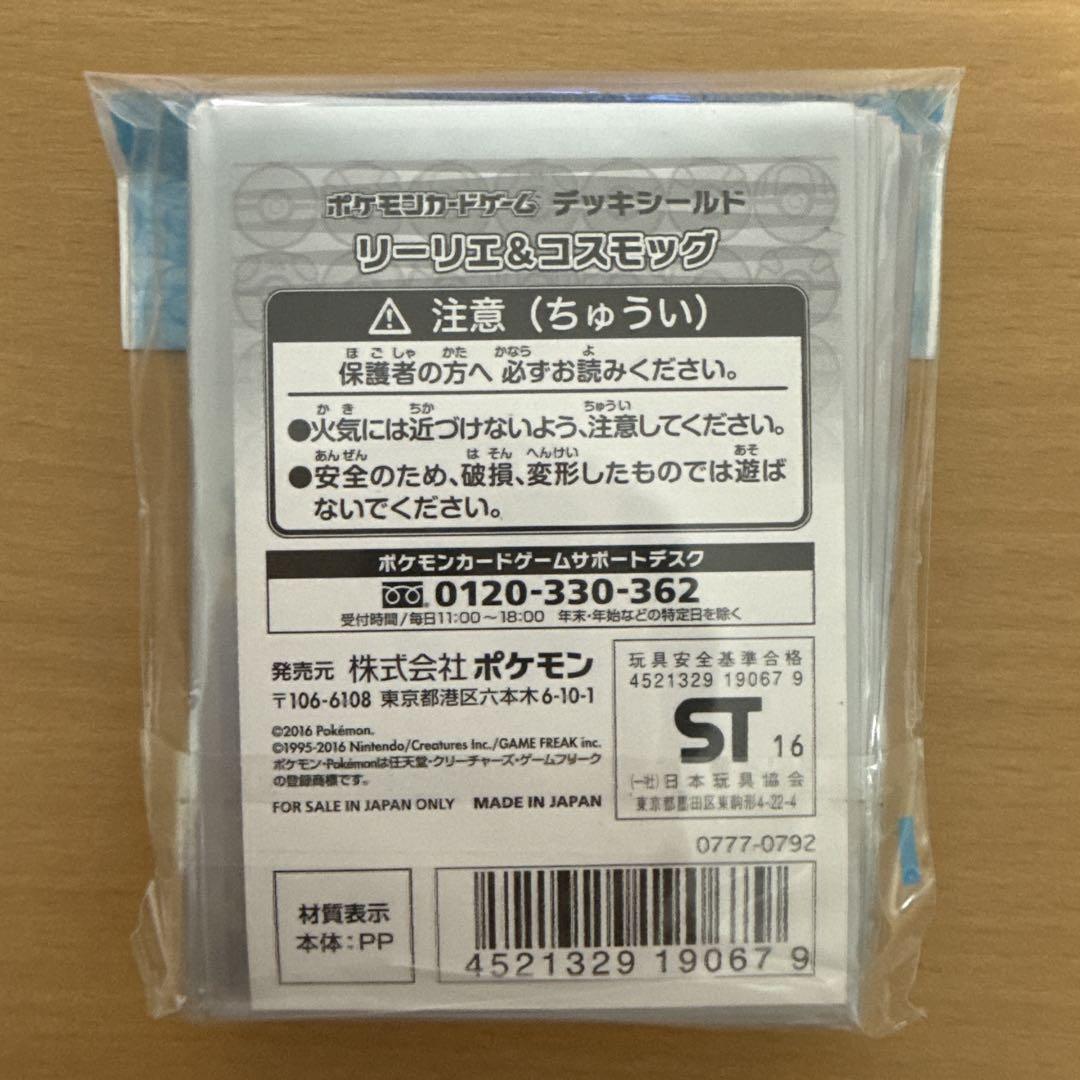 ポケモンカードゲーム デッキシールド
リーリエ&コスモッグ
注意（ちゅうい）
ほごしゃ かた かなら よ
保護者の方へ 必ずお読みください。
かき ちか ちゅうい
●火気には近づけないよう、注意してください。
あんぜん はそん へんけい あそ
●安全のため、破損、変形したものでは遊ば
ないでください。
ポケモンカードゲームサポートデスク
0120-330-362
受付時間/毎日11:00〜18:00 年末・年始などの特定日を除く
発売元 株式会社 ポケモン
〒106-6108 東京都港区六本木6-10-1
©2016 Pokémon.
©1995-2016 Nintendo/Creatures Inc./GAME FREAK inc.
ポケモン・Pokémonは任天堂・クリーチャーズ・ゲームフリーク
の登録商標です。
FOR SALE IN JAPAN ONLY MADE IN JAPAN
玩具安全基準合格
4521329 19067 9
ST 16
(一社)日本玩具協会
東京都墨田区東駒形4-22-4
0777-0792
材質表示
本体：PP
4521329 19067 9